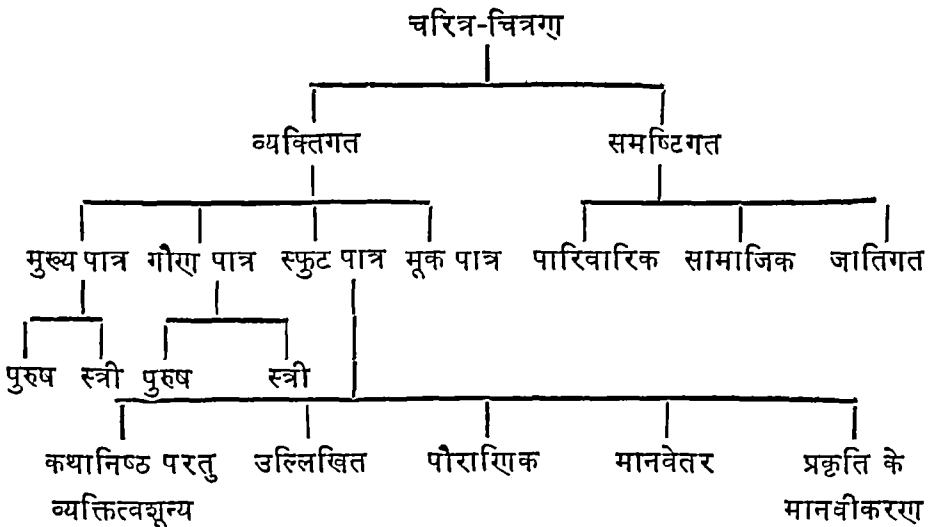 चरित्र-चित्रण
व्यक्तिगत समष्टिगत
मुख्य पात्र गौण पात्र स्फुट पात्र मूक पात्र पारिवारिक सामाजिक जातिगत
पुरुष स्त्री पुरुष स्त्री
कथानिष्ठ परतु उल्लिखित पौराणिक मानवेतर प्रकृति के
व्यक्तित्वशून्य मानवीकरण